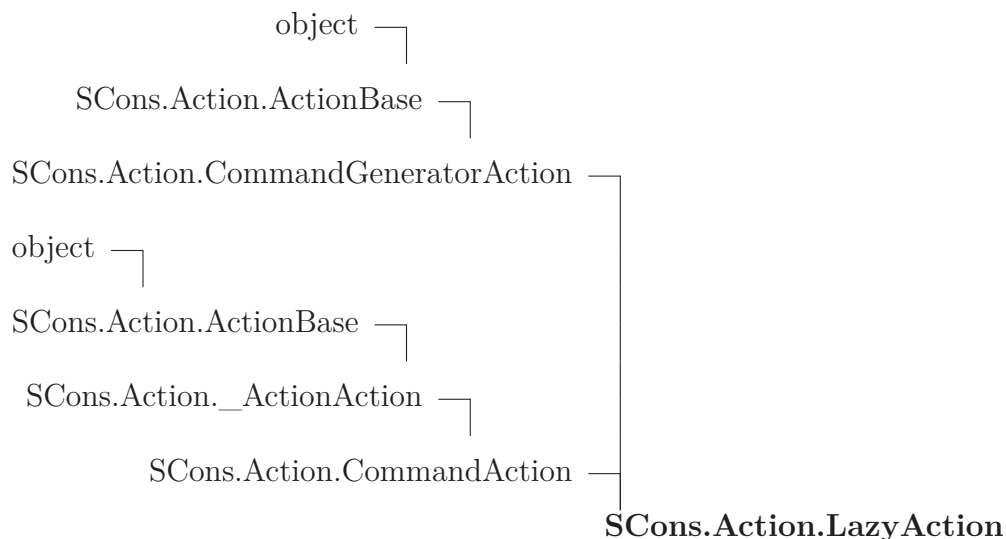 object
SCons.Action.ActionBase
SCons.Action.CommandGeneratorAction
object
SCons.Action.ActionBase
SCons.Action._ActionAction
SCons.Action.CommandAction
SCons.Action.LazyAction